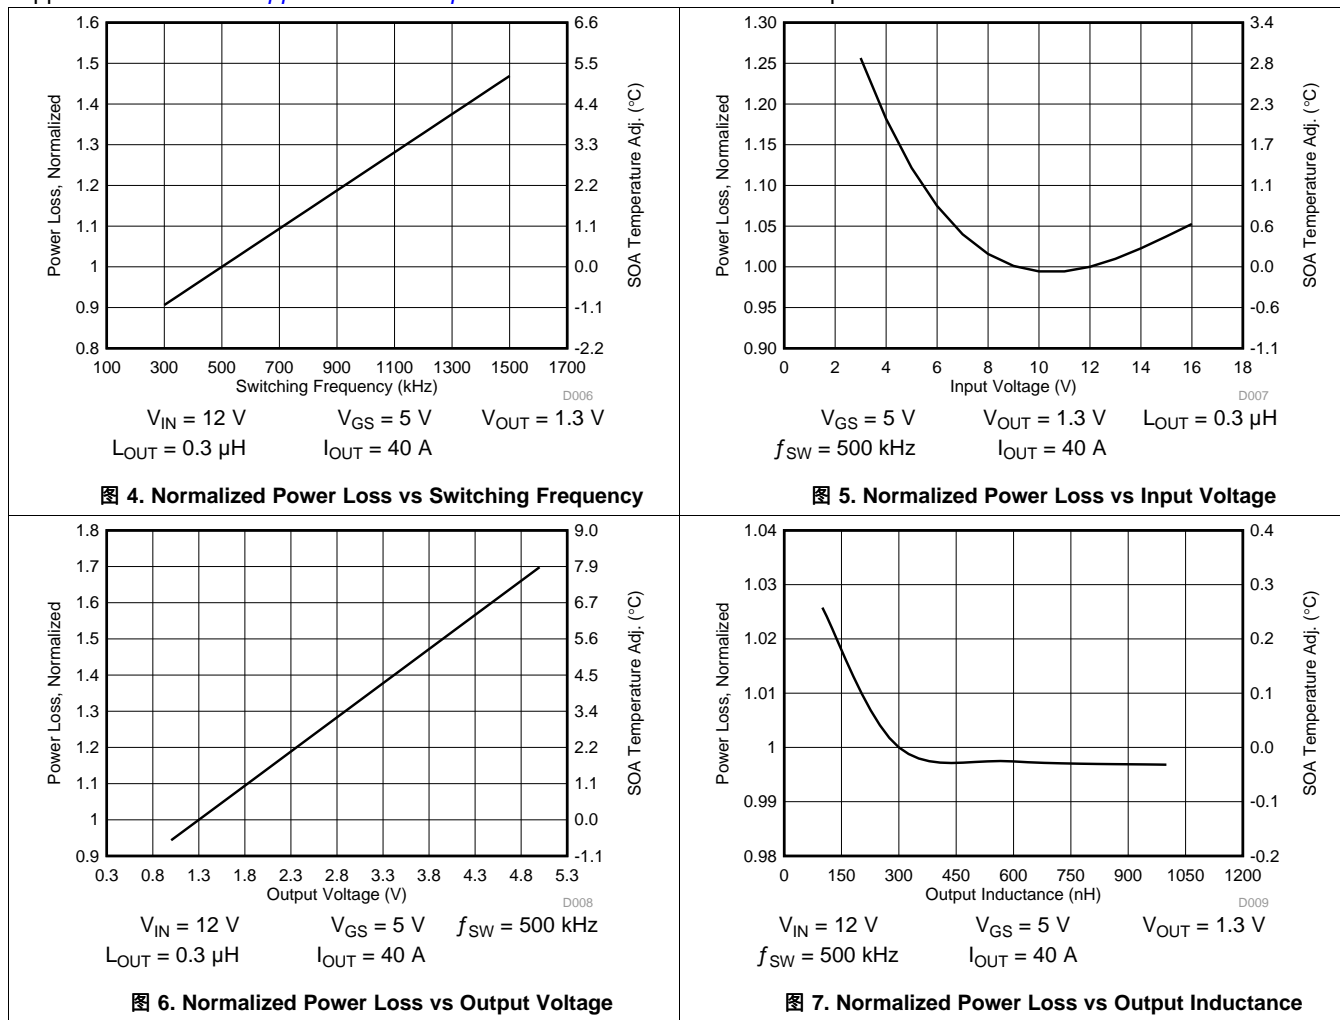 1.6
1.5
1.4
1.3
1.2
1.1
1
0.9
0.8
6.6
5.5
4.4
3.3
2.2
1.1
0.0
-1.1
-2.2
Power Loss, Normalized
SOA Temperature Adj. (°C)
100 300 500 700 900 1100 1300 1500 1700
Switching Frequency (kHz)
D006
VIN = 12 V VGS = 5 V VOUT = 1.3 V
LOUT = 0.3 µH IOUT = 40 A
图 4. Normalized Power Loss vs Switching Frequency
1.30
1.25
1.20
1.15
1.10
1.05
1.00
0.95
0.90
3.4
2.8
2.3
1.7
1.1
0.6
0.0
-0.6
-1.1
Power Loss, Normalized
SOA Temperature Adj. (°C)
0 2 4 6 8 10 12 14 16 18
Input Voltage (V)
D007
VGS = 5 V VOUT = 1.3 V LOUT = 0.3 µH
ƒSW = 500 kHz IOUT = 40 A
图 5. Normalized Power Loss vs Input Voltage
1.8
1.7
1.6
1.5
1.4
1.3
1.2
1.1
1
0.9
9.0
7.9
6.7
5.6
4.5
3.4
2.2
1.1
0.0
-1.1
Power Loss, Normalized
SOA Temperature Adj. (°C)
0.3 0.8 1.3 1.8 2.3 2.8 3.3 3.8 4.3 4.8 5.3
Output Voltage (V)
D008
VIN = 12 V VGS = 5 V ƒSW = 500 kHz
LOUT = 0.3 µH IOUT = 40 A
图 6. Normalized Power Loss vs Output Voltage
1.04
1.03
1.02
1.01
1
0.99
0.98
0.4
0.3
0.2
0.1
0.0
-0.1
-0.2
Power Loss, Normalized
SOA Temperature Adj. (°C)
0 150 300 450 600 750 900 1050 1200
Output Inductance (nH)
D009
VIN = 12 V VGS = 5 V VOUT = 1.3 V
ƒSW = 500 kHz IOUT = 40 A
图 7. Normalized Power Loss vs Output Inductance